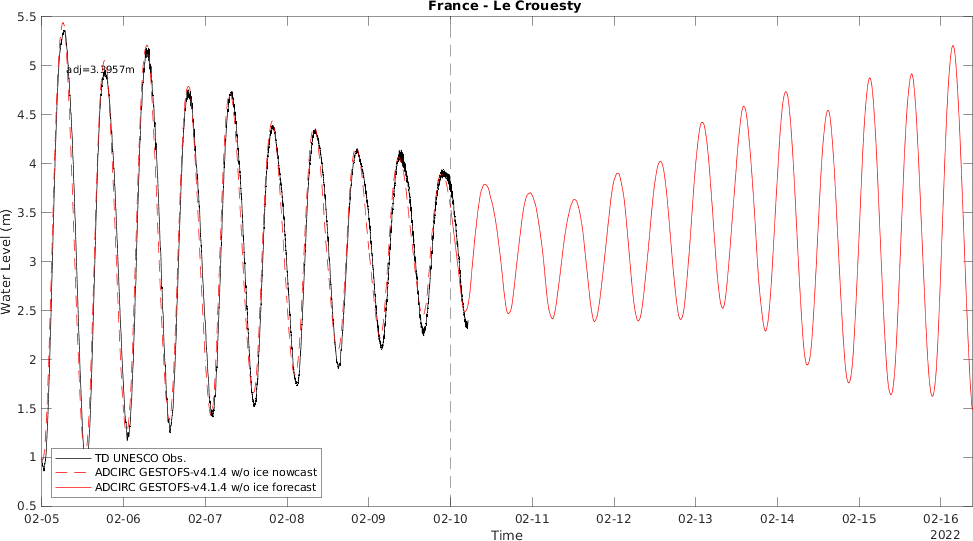 France - Le Crouesty
5.5
5
4.5
4
3.5
3
2.5
2
1.5
1
0.5
Water Level (m)
adj=3.3957m
TD UNESCO Obs.
ADCIRC GESTOFS-v4.1.4 w/o ice nowcast
ADCIRC GESTOFS-v4.1.4 w/o ice forecast
02-05 02-06 02-07 02-08 02-09 02-10 02-11 02-12 02-13 02-14 02-15 02-16
Time
2022